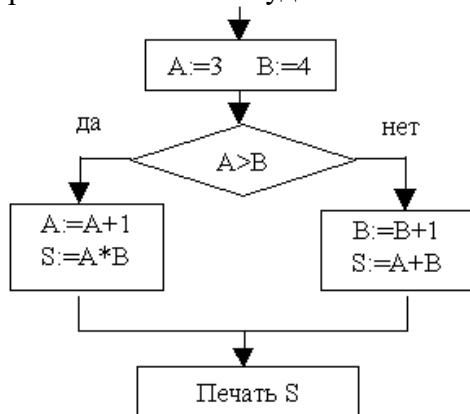 A:=3 B:=4
да
нет
A>B
A:=A+1
S:=A*B
B:=B+1
S:=A+B
Печать S